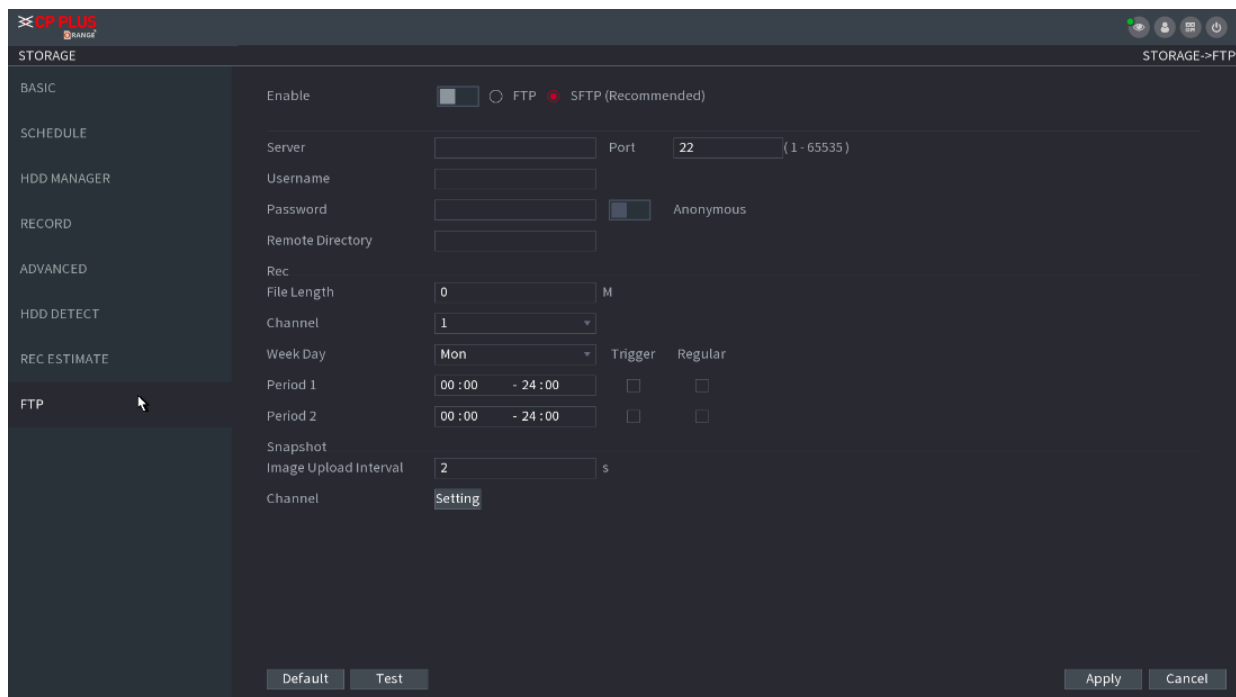 CP PLUS
ORANGE
STORAGE STORAGE->FTP
BASIC
SCHEDULE
HDD MANAGER
RECORD
ADVANCED
HDD DETECT
REC ESTIMATE
FTP
Enable FTP SFTP (Recommended)
Server Port 22 ( 1 - 65535 )
Username
Password Anonymous
Remote Directory
Rec
File Length 0 M
Channel 1
Week Day Mon Trigger Regular
Period 1 00 : 00 - 24 : 00
Period 2 00 : 00 - 24 : 00
Snapshot
Image Upload Interval 2 s
Channel Setting
Default Test Apply Cancel